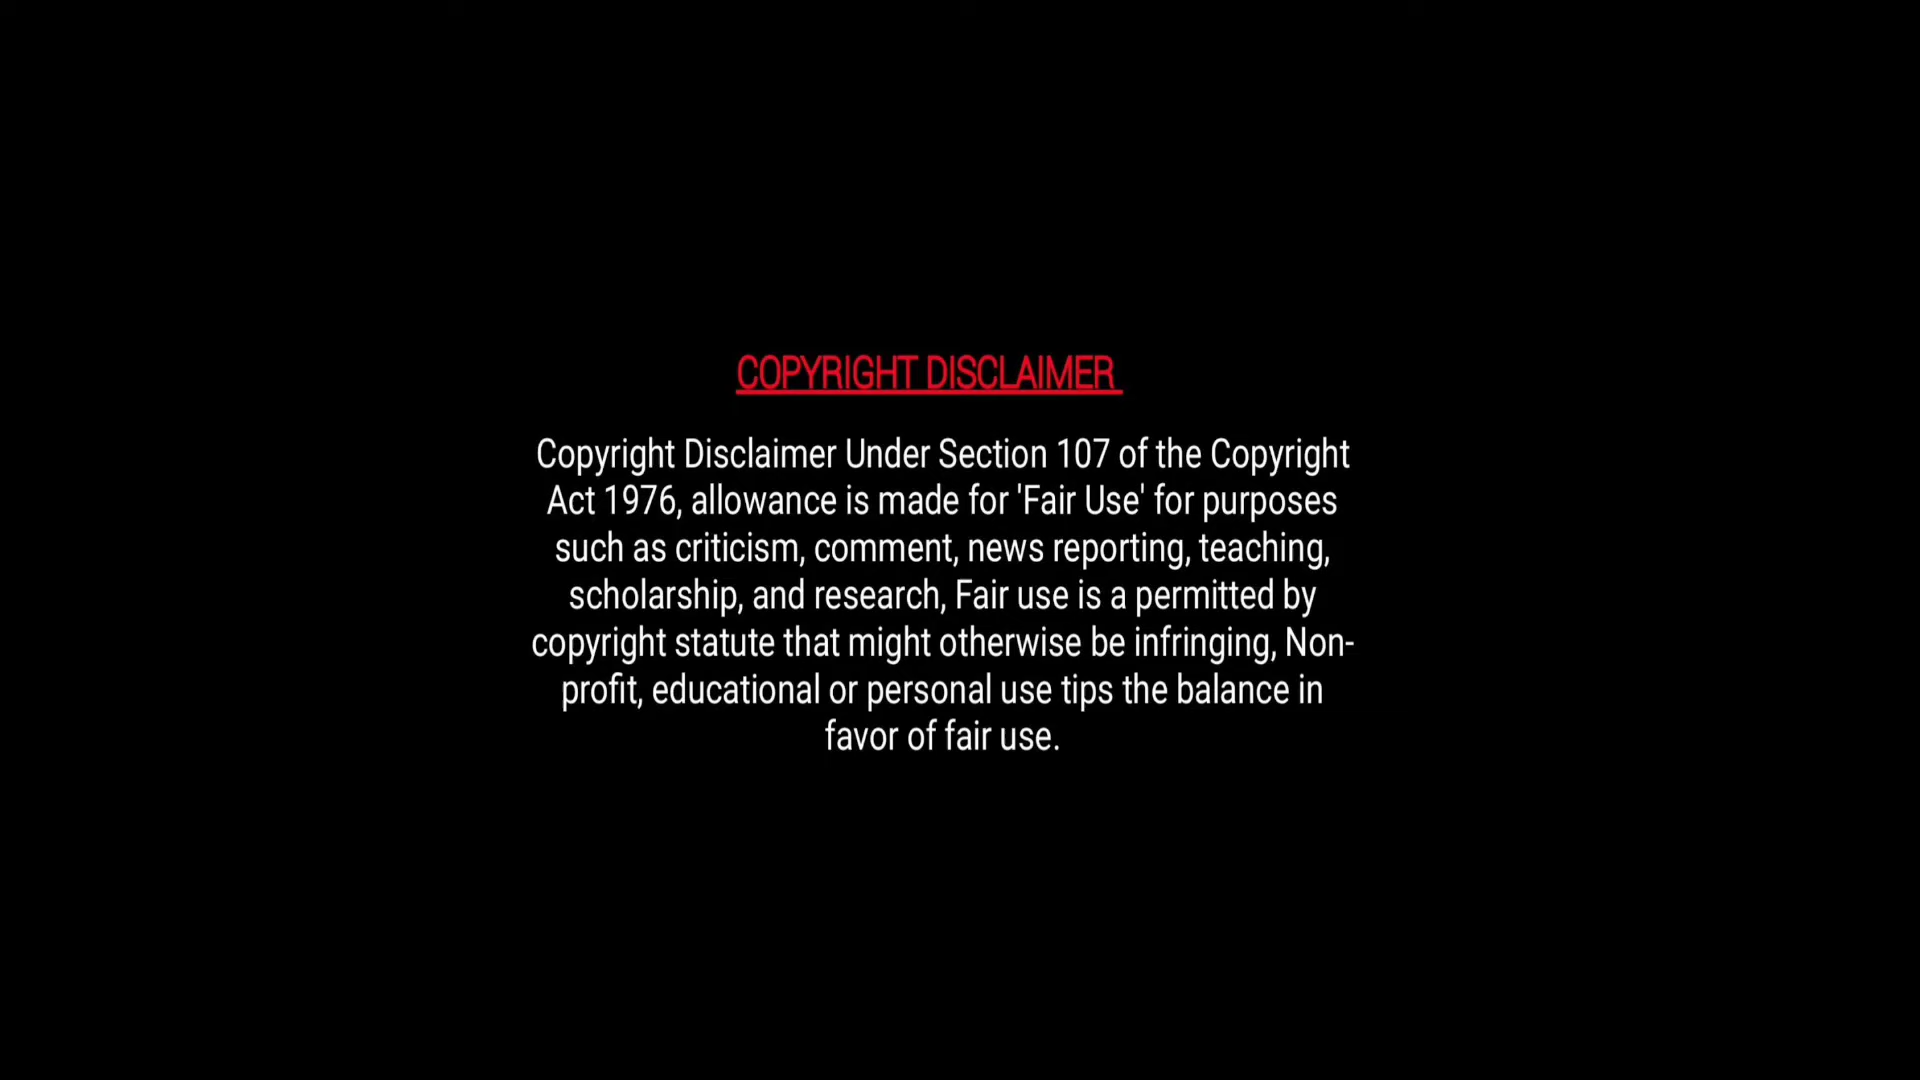 COPYRIGHT DISCLAIMER
Copyright Disclaimer Under Section 107 of the Copyright
Act 1976, allowance is made for 'Fair Use' for purposes
such as criticism, comment, news reporting, teaching,
scholarship, and research, Fair use is a permitted by
copyright statute that might otherwise be infringing, Non-
profit, educational or personal use tips the balance in
favor of fair use.